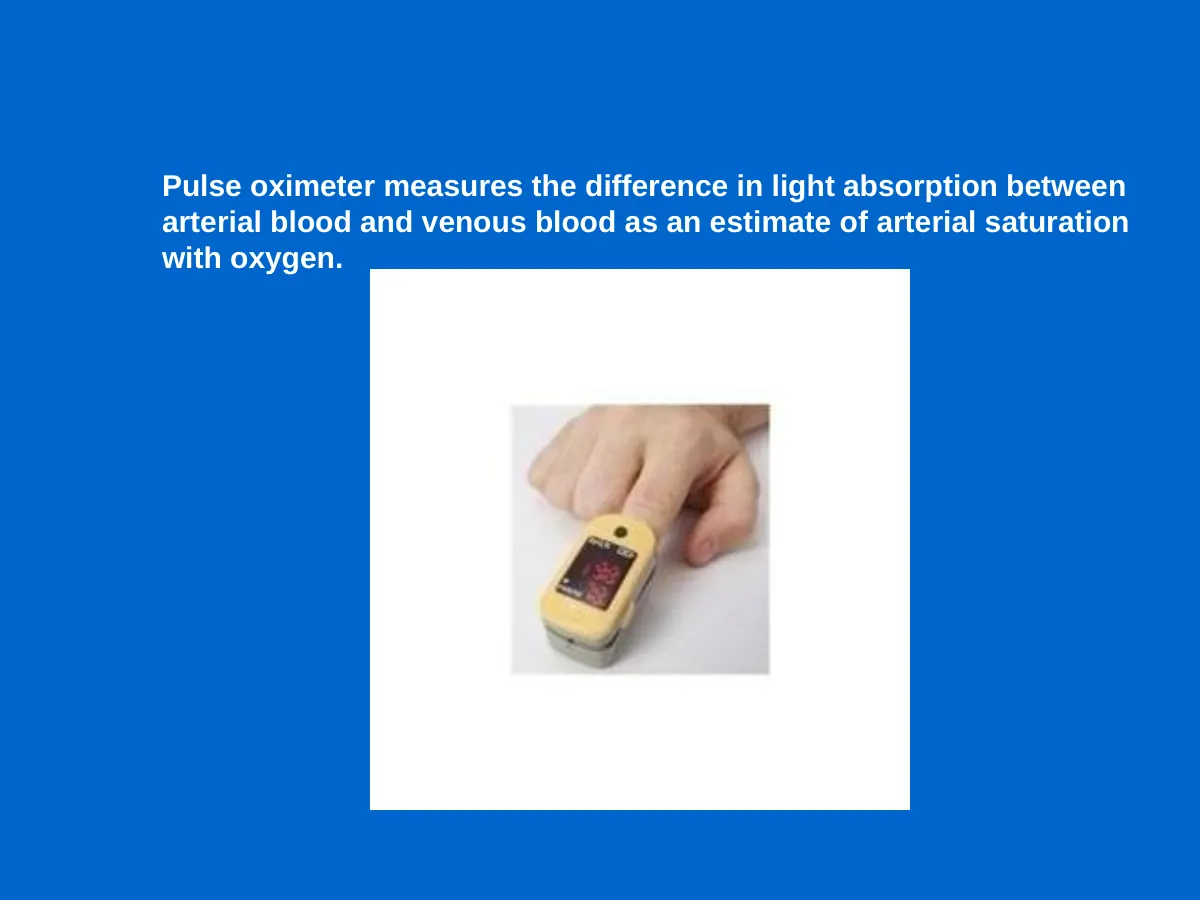 Pulse oximeter measures the difference in light absorption between
arterial blood and venous blood as an estimate of arterial saturation
with oxygen.